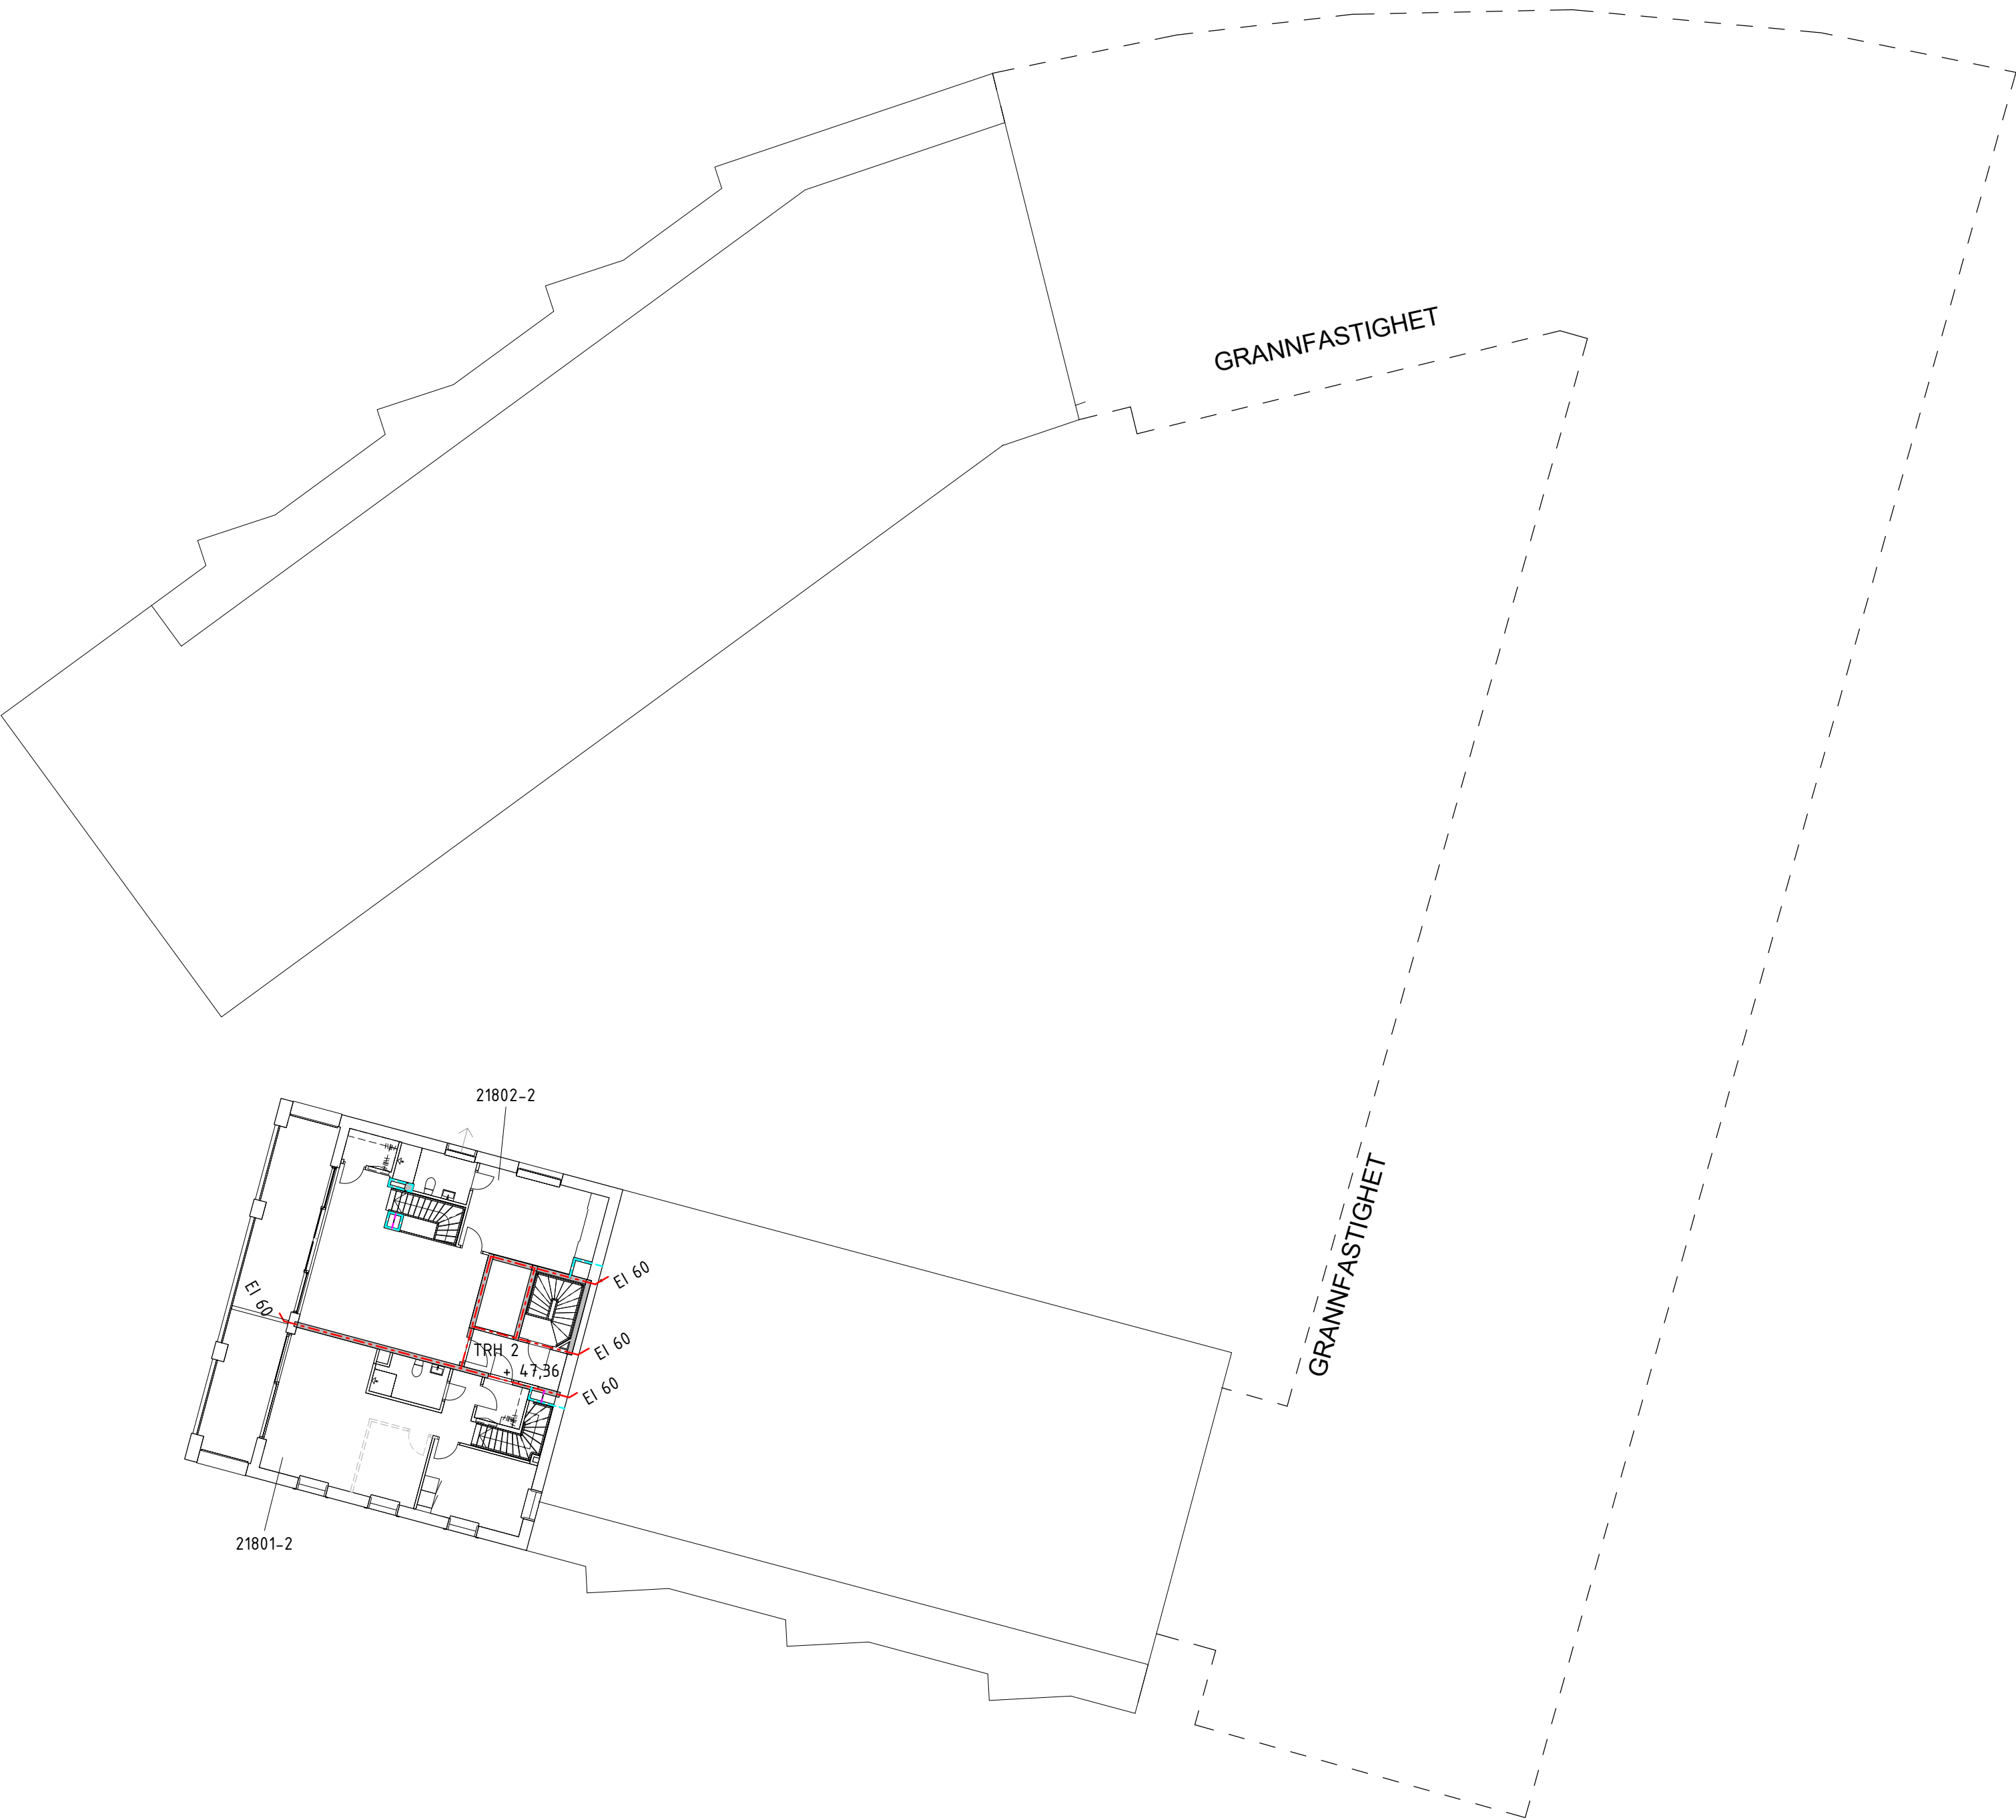 GRANNFASTIGHET
21802-2
GRANNFASTIGHET
EI 60
EI 60
TRH 2
+ 47,36
EI 60
EI 60
21801-2